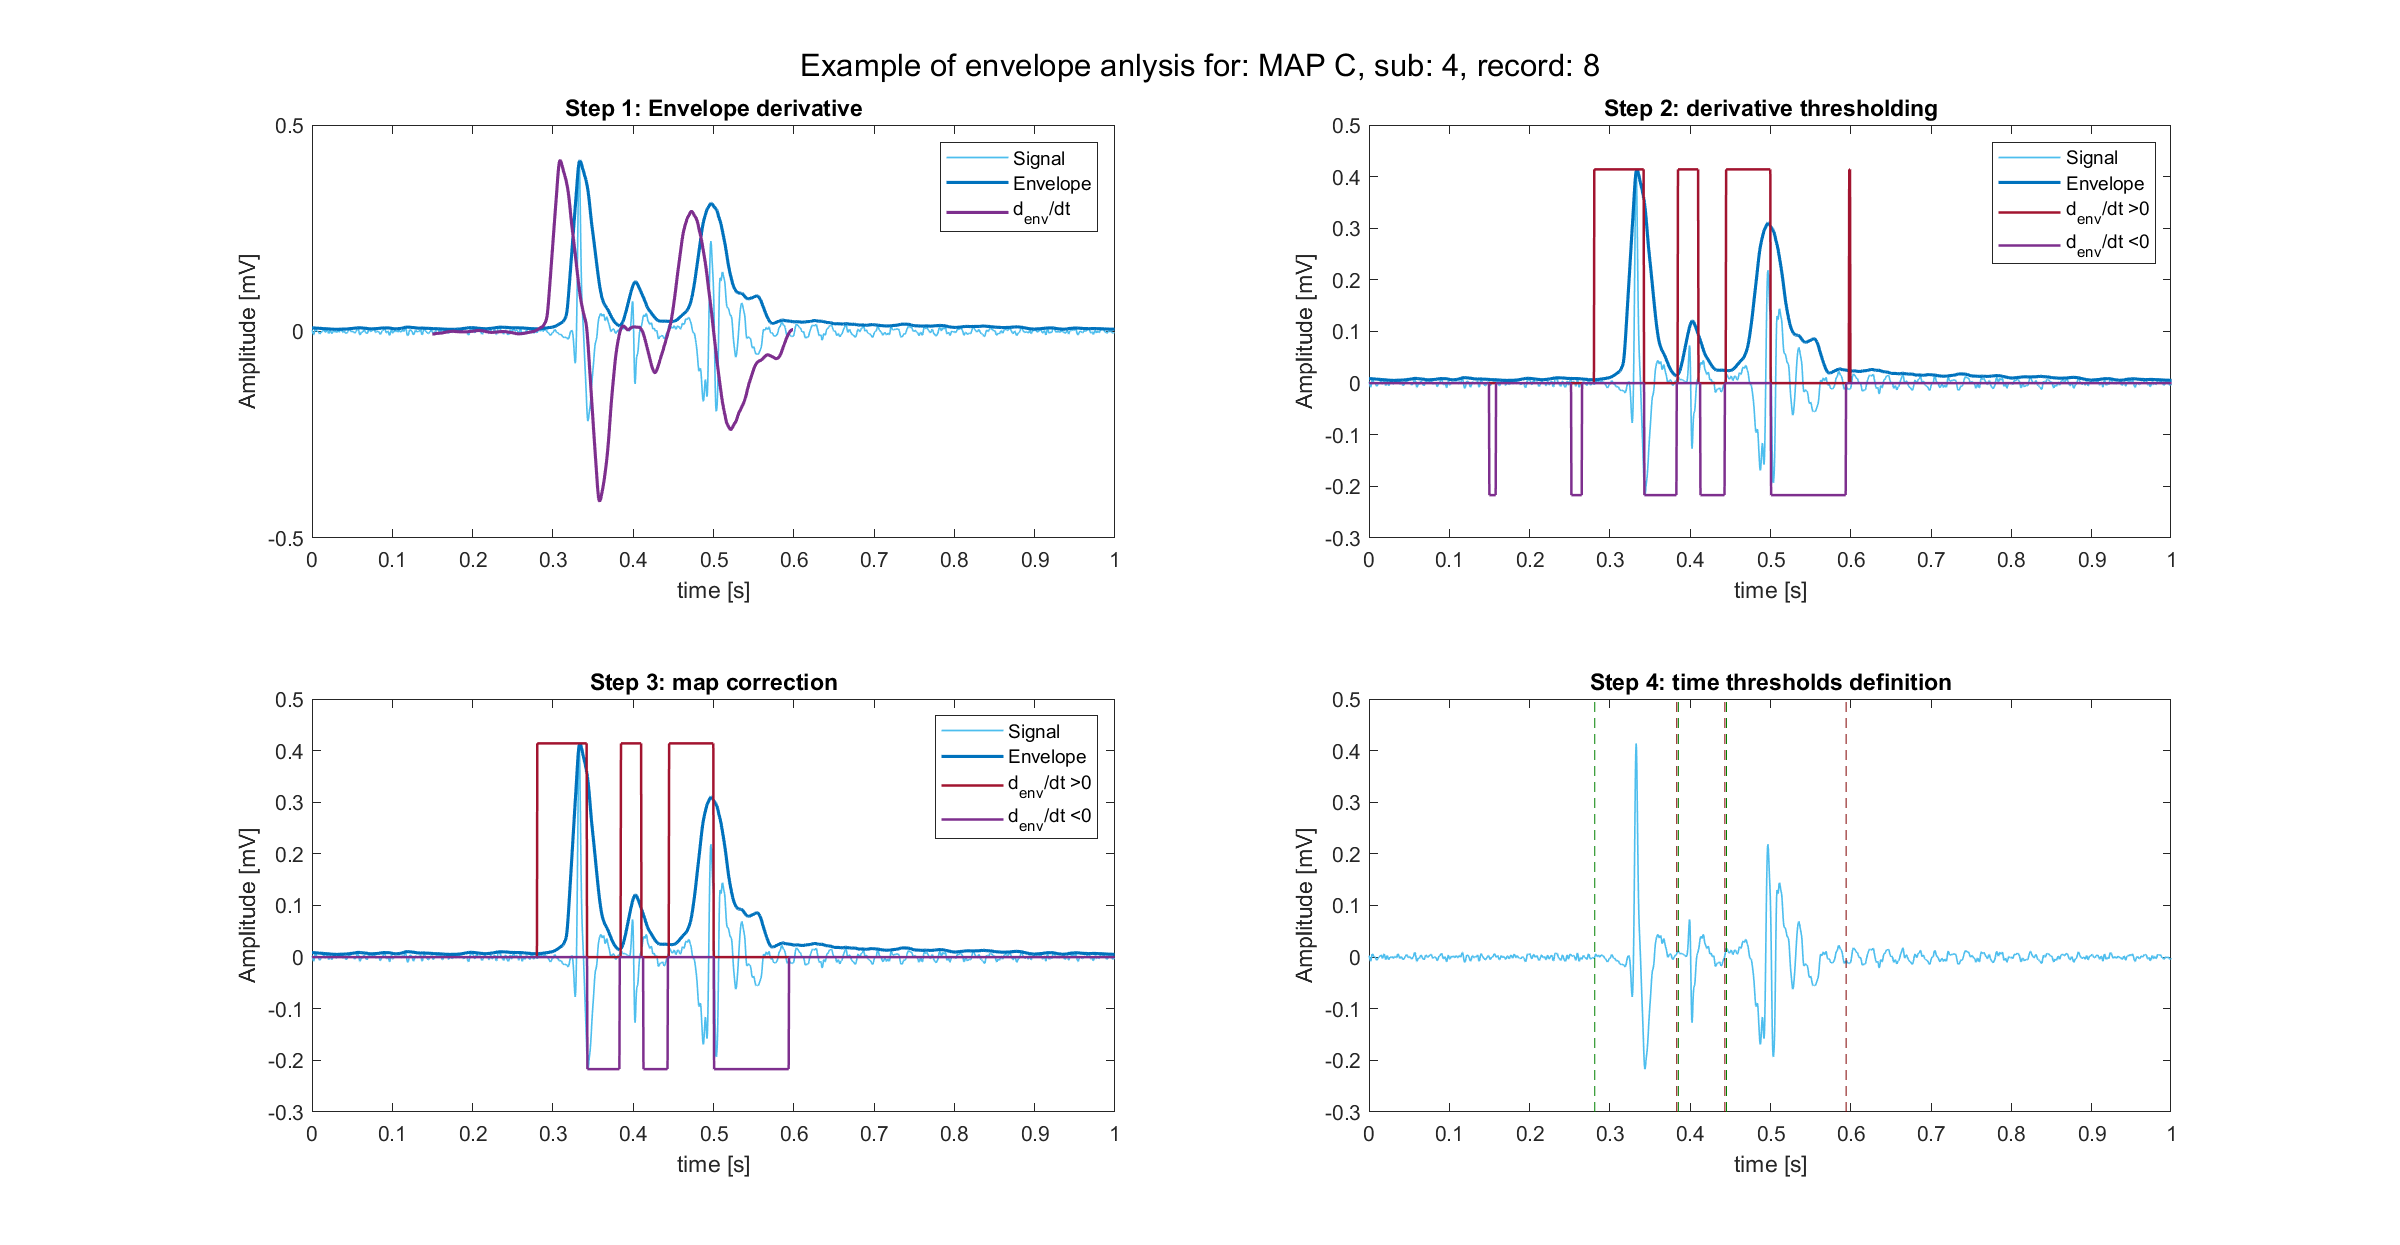 Example of envelope anlysis for: MAP C, sub: 4, record: 8
Step 1: Envelope derivative
0.5
0
-0.5
Amplitude [mV]
0 0.1 0.2 0.3 0.4 0.5 0.6 0.7 0.8 0.9 1
time [s]
Signal
Envelope
d_env/dt
Step 2: derivative thresholding
0.5
0.4
0.3
0.2
0.1
0
-0.1
-0.2
-0.3
Amplitude [mV]
0 0.1 0.2 0.3 0.4 0.5 0.6 0.7 0.8 0.9 1
time [s]
Signal
Envelope
d_env/dt >0
d_env/dt <0
Step 3: map correction
0.5
0.4
0.3
0.2
0.1
0
-0.1
-0.2
-0.3
Amplitude [mV]
0 0.1 0.2 0.3 0.4 0.5 0.6 0.7 0.8 0.9 1
time [s]
Signal
Envelope
d_env/dt >0
d_env/dt <0
Step 4: time thresholds definition
0.5
0.4
0.3
0.2
0.1
0
-0.1
-0.2
-0.3
Amplitude [mV]
0 0.1 0.2 0.3 0.4 0.5 0.6 0.7 0.8 0.9 1
time [s]